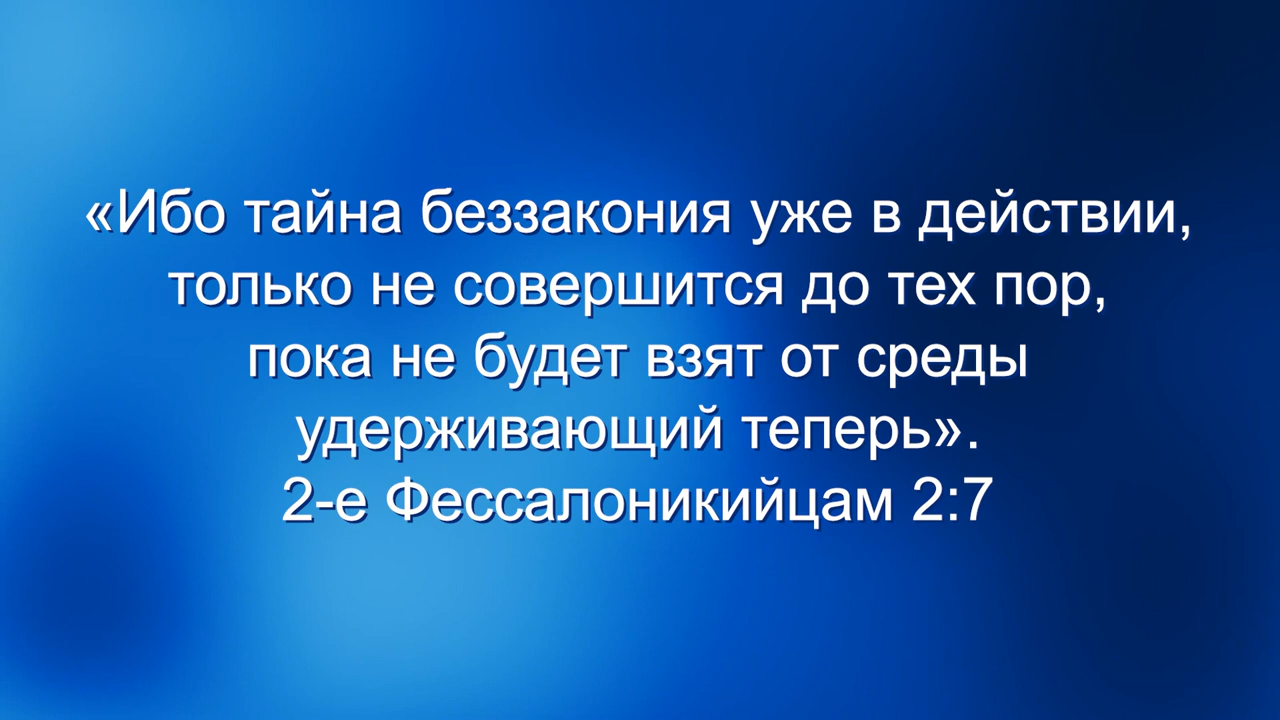 «Ибо тайна беззакония уже в действии,
только не совершится до тех пор,
пока не будет взят от среды
удерживающий теперь».
2-е Фессалоникийцам 2:7